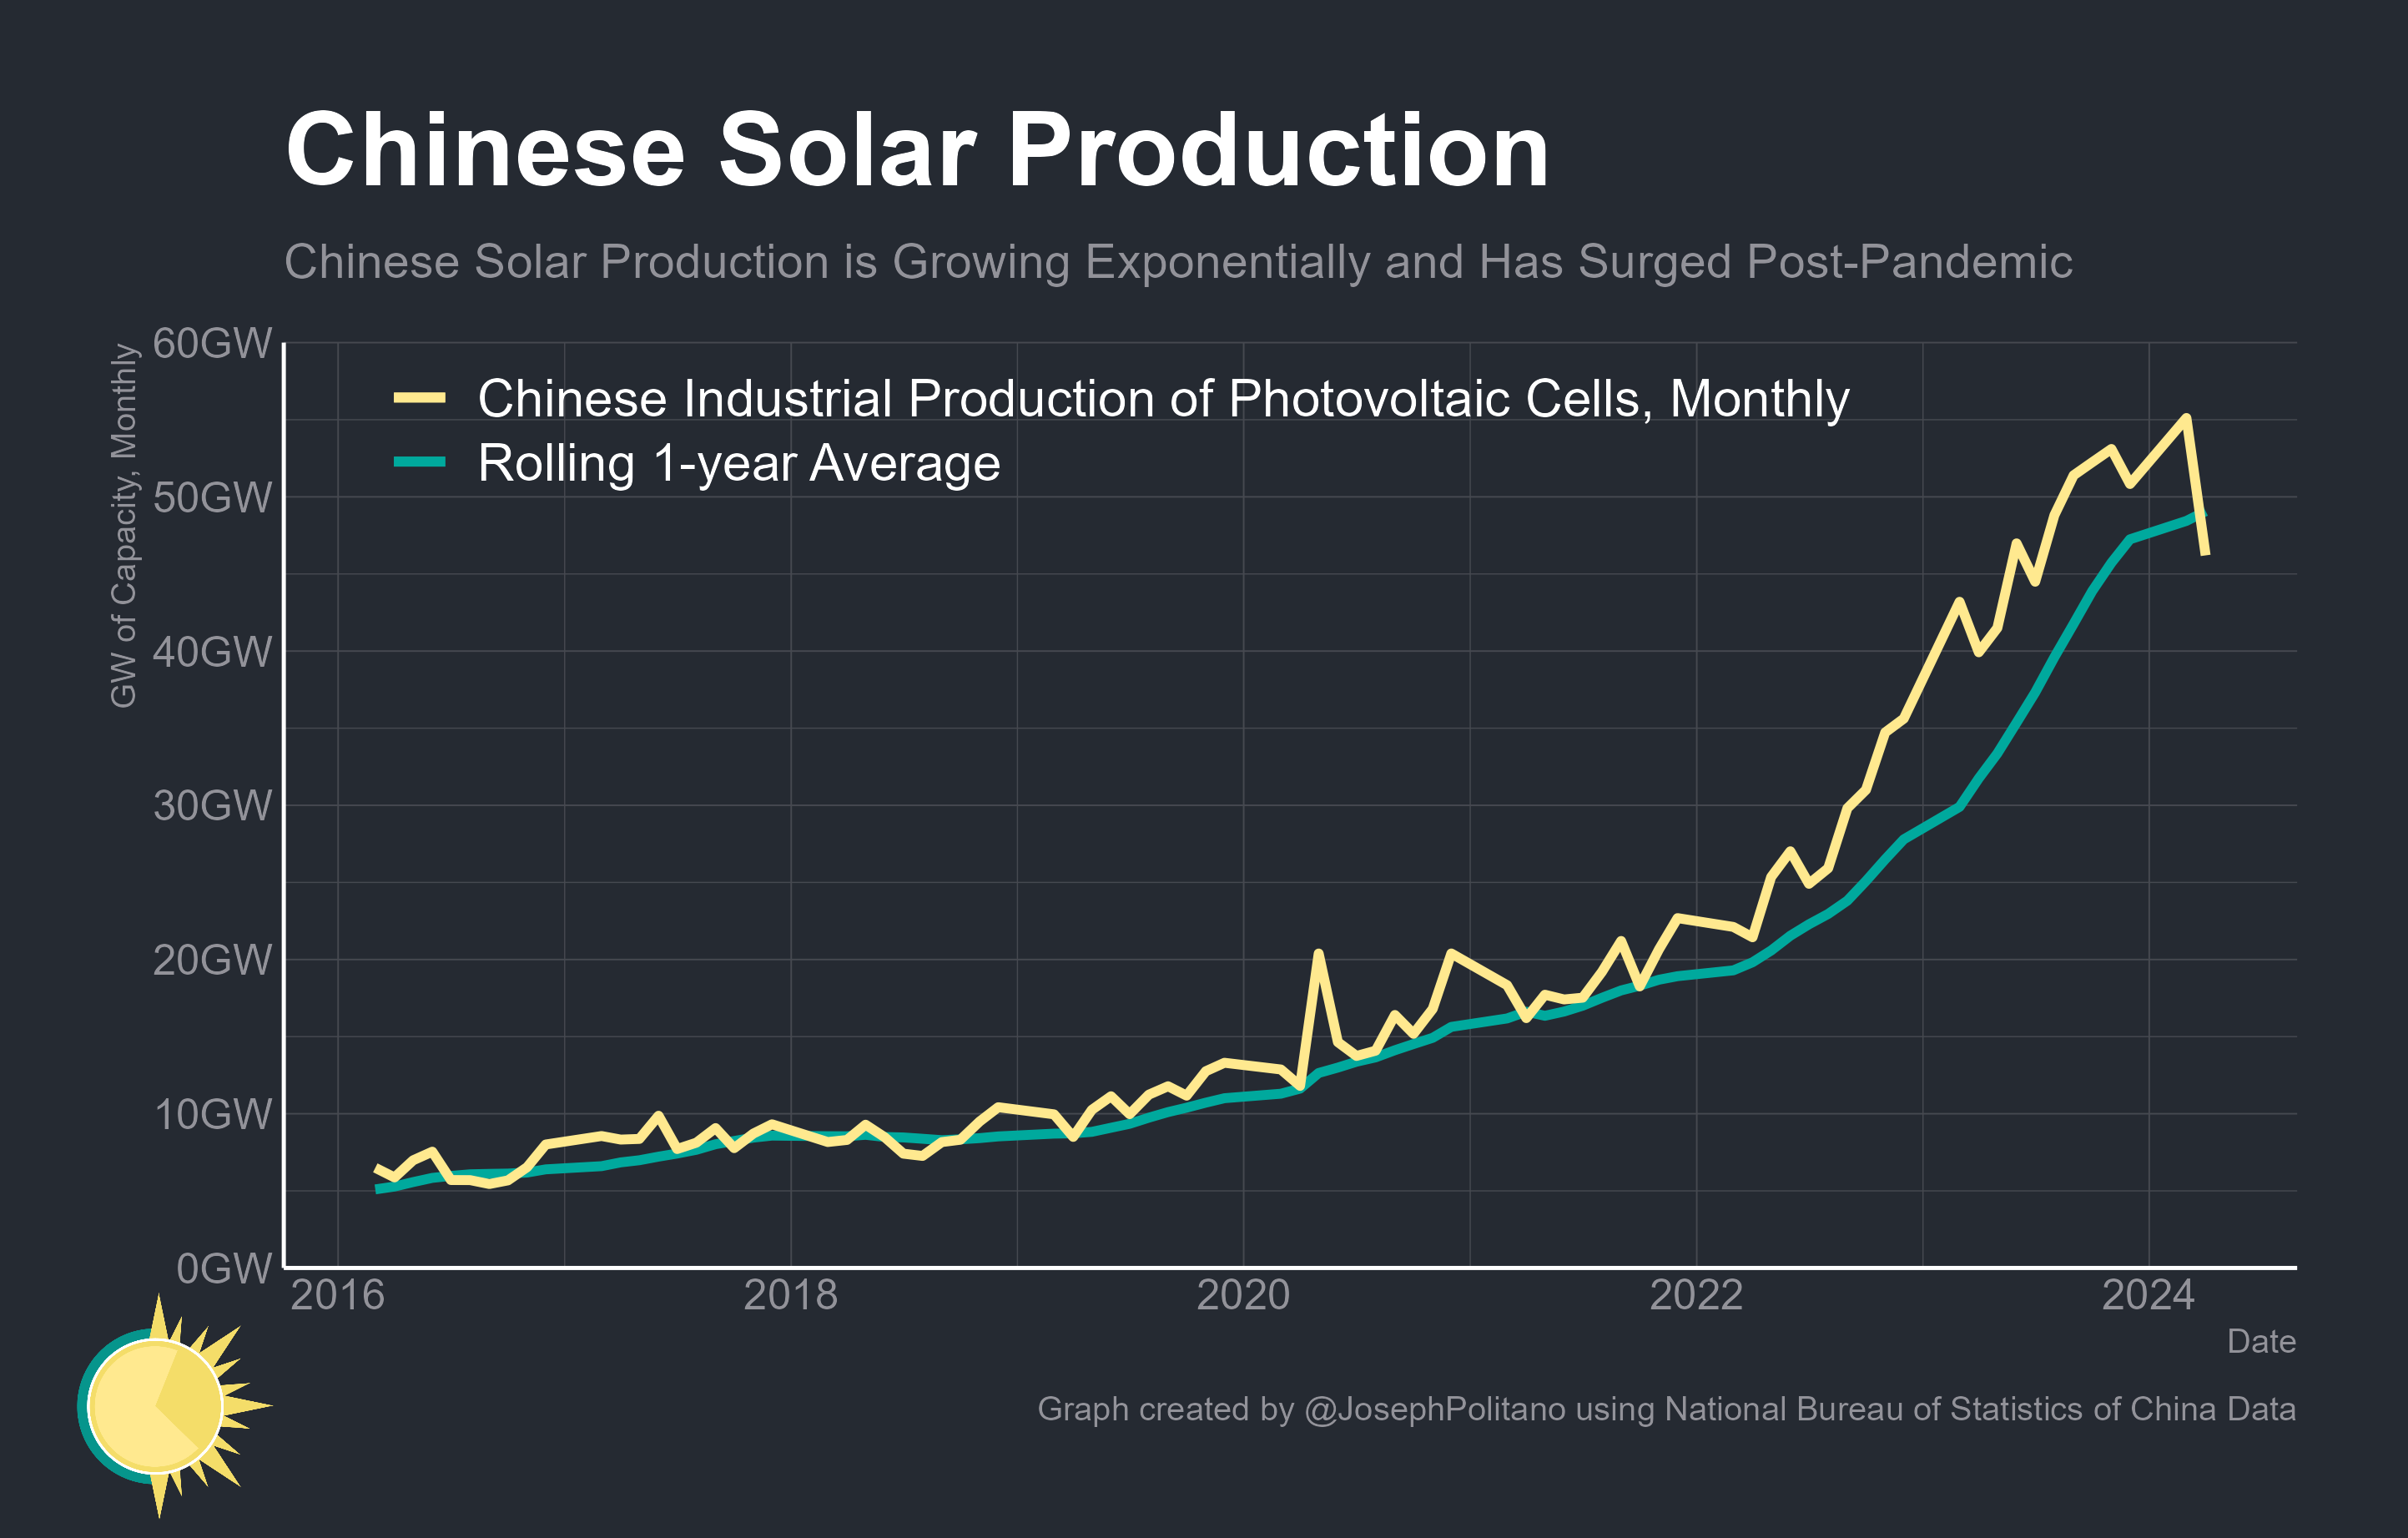 Chinese Solar Production
Chinese Solar Production is Growing Exponentially and Has Surged Post-Pandemic
GW of Capacity, Monthly
60GW
50GW
40GW
30GW
20GW
10GW
0GW
Chinese Industrial Production of Photovoltaic Cells, Monthly
Rolling 1-year Average
2016 2018 2020 2022 2024
Date
Graph created by @JosephPolitano using National Bureau of Statistics of China Data